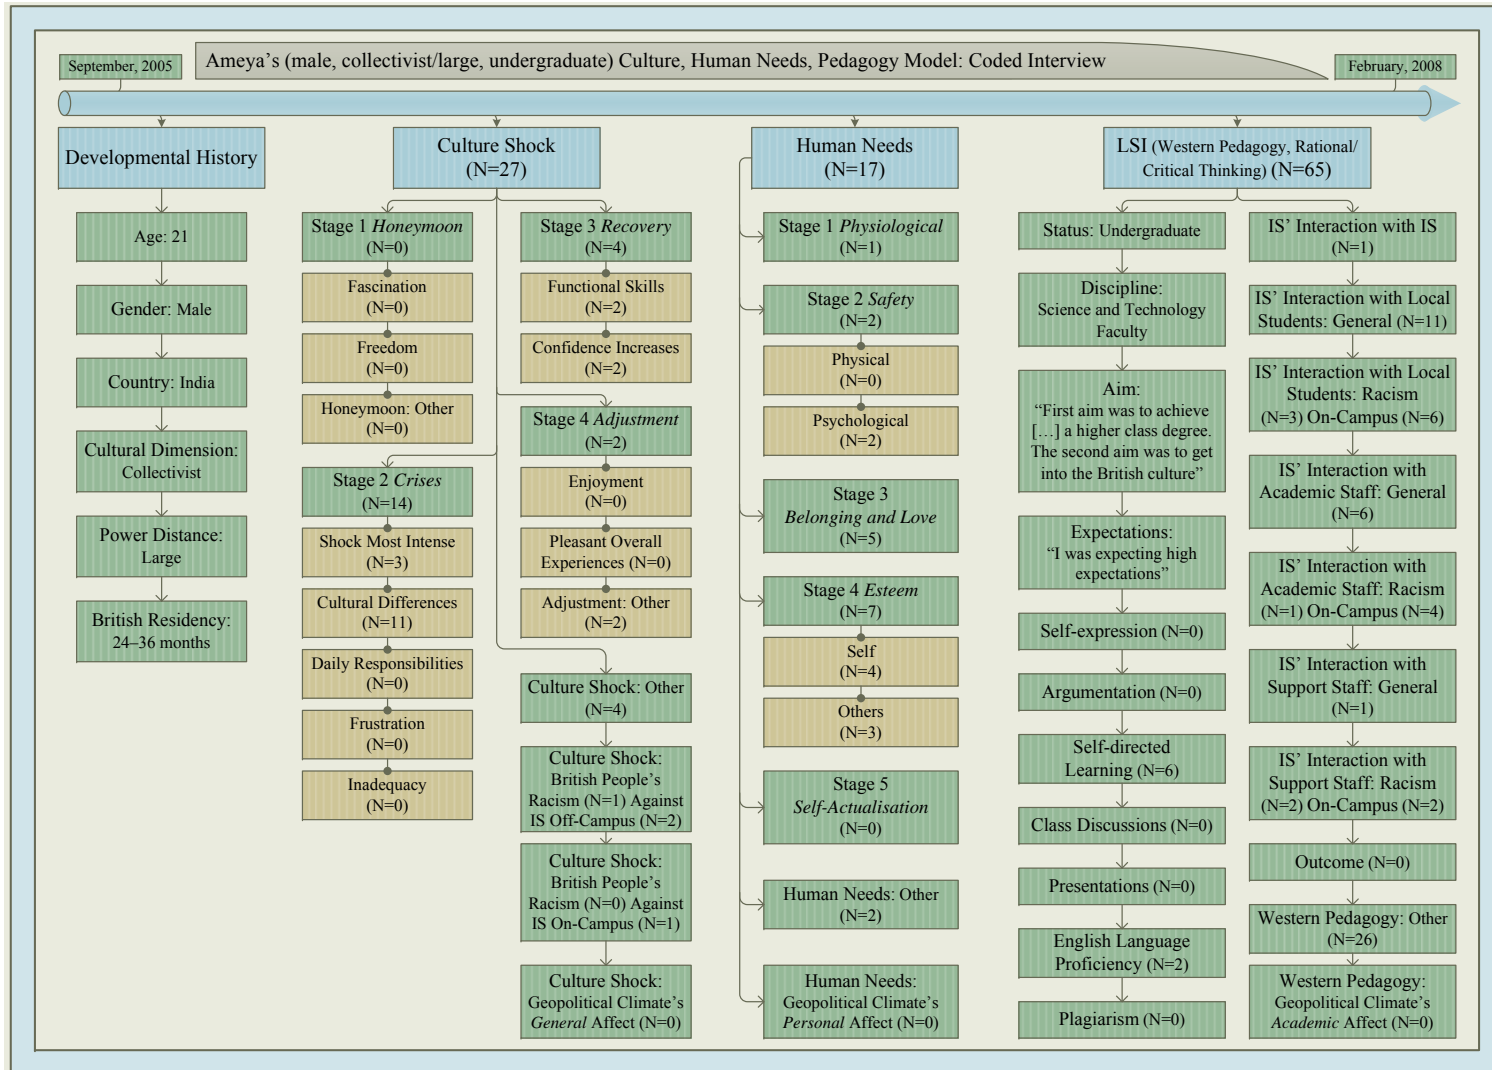 September, 2005
Ameya’s (male, collectivist/large, undergraduate) Culture, Human Needs, Pedagogy Model: Coded Interview
February, 2008
Developmental History
Age: 21
Gender: Male
Country: India
Cultural Dimension:
Collectivist
Power Distance:
Large
British Residency:
24–36 months
Culture Shock
(N=27)
Stage 1 Honeymoon
(N=0)
Fascination
(N=0)
Freedom
(N=0)
Honeymoon: Other
(N=0)
Stage 2 Crises
(N=14)
Shock Most Intense
(N=3)
Cultural Differences
(N=11)
Daily Responsibilities
(N=0)
Frustration
(N=0)
Inadequacy
(N=0)
Stage 3 Recovery
(N=4)
Functional Skills
(N=2)
Confidence Increases
(N=2)
Stage 4 Adjustment
(N=2)
Enjoyment
(N=0)
Pleasant Overall
Experiences (N=0)
Adjustment: Other
(N=2)
Culture Shock: Other
(N=4)
Culture Shock:
British People’s
Racism (N=1) Against
IS Off-Campus (N=2)
Culture Shock:
British People’s
Racism (N=0) Against
IS On-Campus (N=1)
Culture Shock:
Geopolitical Climate’s
General Affect (N=0)
Human Needs
(N=17)
Stage 1 Physiological
(N=1)
Stage 2 Safety
(N=2)
Physical
(N=0)
Psychological
(N=2)
Stage 3
Belonging and Love
(N=5)
Stage 4 Esteem
(N=7)
Self
(N=4)
Others
(N=3)
Stage 5
Self-Actualisation
(N=0)
Human Needs: Other
(N=2)
Human Needs:
Geopolitical Climate’s
Personal Affect (N=0)
LSI (Western Pedagogy, Rational/
Critical Thinking) (N=65)
Status: Undergraduate
Discipline:
Science and Technology
Faculty
Aim:
“First aim was to achieve
[…] a higher class degree.
The second aim was to get
into the British culture”
Expectations:
“I was expecting high
expectations”
Self-expression (N=0)
Argumentation (N=0)
Self-directed
Learning (N=6)
Class Discussions (N=0)
Presentations (N=0)
English Language
Proficiency (N=2)
Plagiarism (N=0)
IS’ Interaction with IS
(N=1)
IS’ Interaction with Local
Students: General (N=11)
IS’ Interaction with Local
Students: Racism
(N=3) On-Campus (N=6)
IS’ Interaction with
Academic Staff: General
(N=6)
IS’ Interaction with
Academic Staff: Racism
(N=1) On-Campus (N=4)
IS’ Interaction with
Support Staff: General
(N=1)
IS’ Interaction with
Support Staff: Racism
(N=2) On-Campus (N=2)
Outcome (N=0)
Western Pedagogy: Other
(N=26)
Western Pedagogy:
Geopolitical Climate’s
Academic Affect (N=0)